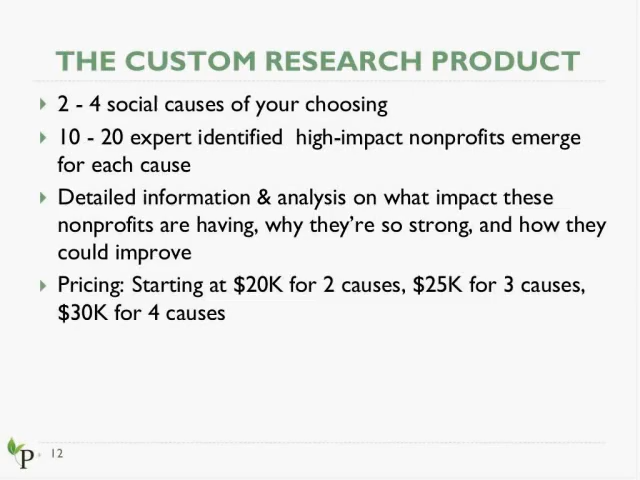 THE CUSTOM RESEARCH PRODUCT
2 - 4 social causes of your choosing
10 - 20 expert identified  high-impact nonprofits emerge
for each cause
Detailed information & analysis on what impact these
nonprofits are having, why they’re so strong, and how they
could improve
Pricing: Starting at $20K for 2 causes, $25K for 3 causes,
$30K for 4 causes
P
12